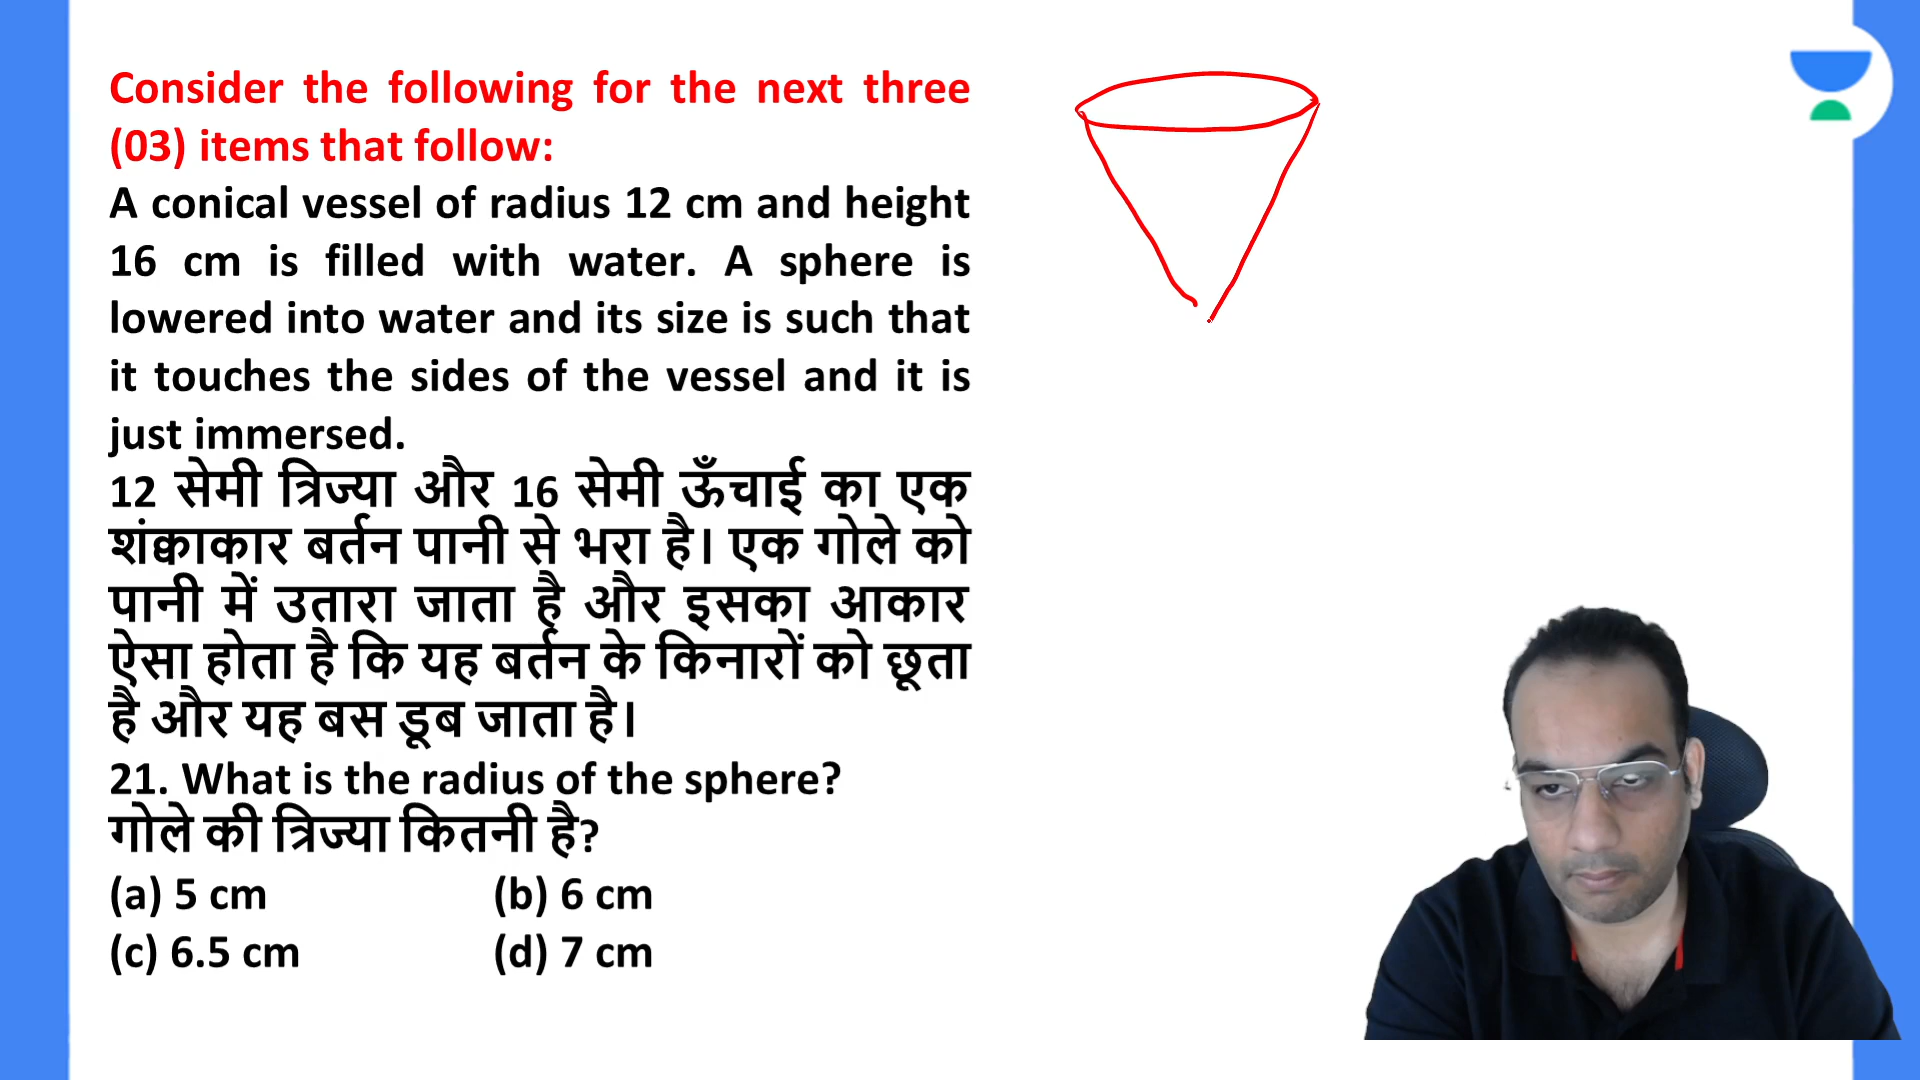 Consider the following for the next three
(03) items that follow:
A conical vessel of radius 12 cm and height
16 cm is filled with water. A sphere is
lowered into water and its size is such that
it touches the sides of the vessel and it is
just immersed.
12 सेमी त्रिज्या और 16 सेमी ऊँचाई का एक
शंक्वाकार बर्तन पानी से भरा है। एक गोले को
पानी में उतारा जाता है और इसका आकार
ऐसा होता है कि यह बर्तन के किनारों को छूता
है और यह बस डूब जाता है।
21. What is the radius of the sphere?
गोले की त्रिज्या कितनी है?
(a) 5 cm (b) 6 cm
(c) 6.5 cm (d) 7 cm